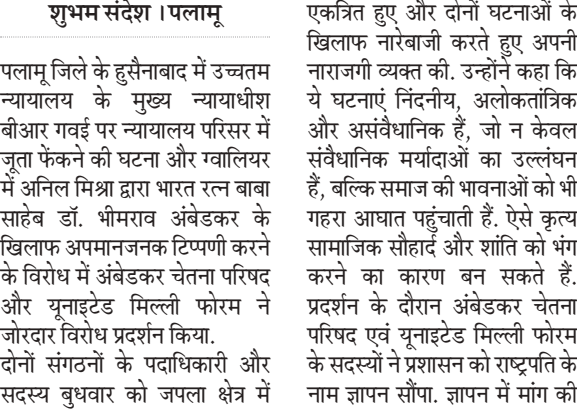 शुभम संदेश । पलामू
पलामू जिले के हुसैनाबाद में उच्चतम
न्यायालय के मुख्य न्यायाधीश
बीआर गवई पर न्यायालय परिसर में
जूता फेंकने की घटना और ग्वालियर
में अनिल मिश्रा द्वारा भारत रत्न बाबा
साहेब डॉ. भीमराव अंबेडकर के
खिलाफ अपमानजनक टिप्पणी करने
के विरोध में अंबेडकर चेतना परिषद
और यूनाइटेड मिल्ली फोरम ने
जोरदार विरोध प्रदर्शन किया.
दोनों संगठनों के पदाधिकारी और
सदस्य बुधवार को जपला क्षेत्र में
एकत्रित हुए और दोनों घटनाओं के
खिलाफ नारेबाजी करते हुए अपनी
नाराजगी व्यक्त की. उन्होंने कहा कि
ये घटनाएं निंदनीय, अलोकतांत्रिक
और असंवैधानिक हैं, जो न केवल
संवैधानिक मर्यादाओं का उल्लंघन
हैं, बल्कि समाज की भावनाओं को भी
गहरा आघात पहुंचाती हैं. ऐसे कृत्य
सामाजिक सौहार्द और शांति को भंग
करने का कारण बन सकते हैं.
प्रदर्शन के दौरान अंबेडकर चेतना
परिषद एवं यूनाइटेड मिल्ली फोरम
के सदस्यों ने प्रशासन को राष्ट्रपति के
नाम ज्ञापन सौंपा. ज्ञापन में मांग की